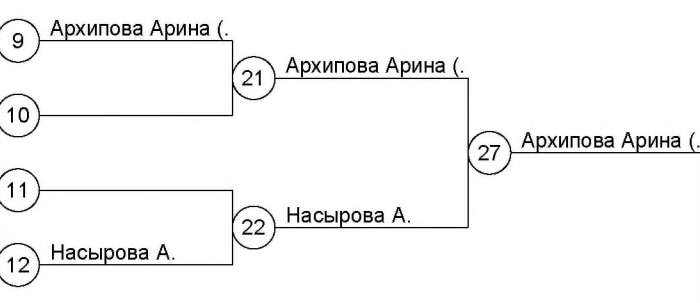 9 Архипова Арина (.
10
21 Архипова Арина (.
27 Архипова Арина (.
11
22 Насырова А.
12 Насырова А.